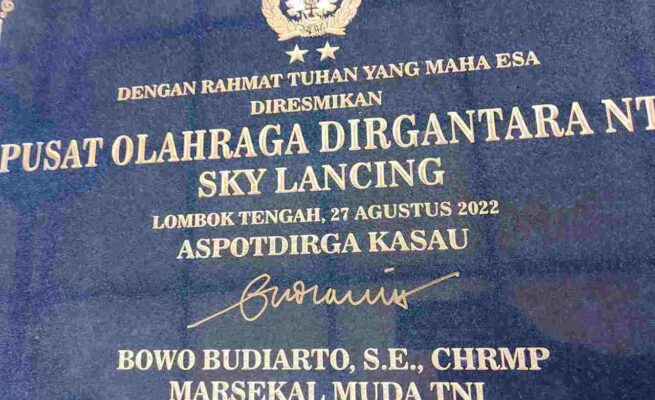 DENGAN RAHMAT TUHAN YANG MAHA ESA
DIRESMIKAN
PUSAT OLAHRAGA DIRGANTARA NT
SKY LANCING
LOMBOK TENGAH, 27 AGUSTUS 2022
ASPOTDIRGA KASAU
BOWO BUDIARTO, S.E., CHRMP
MARSEKAL MUDA TNI